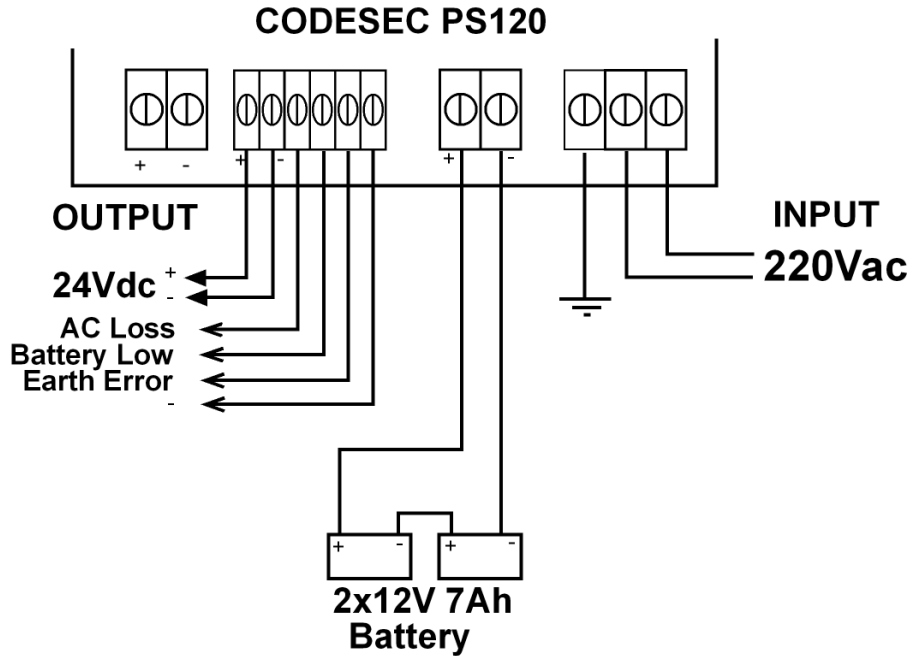 CODESEC PS120
+ -
+ -
+ -
OUTPUT
INPUT
24Vdc + -
220Vac
AC Loss
Battery Low
Earth Error
-
+ - + -
2x12V 7Ah
Battery